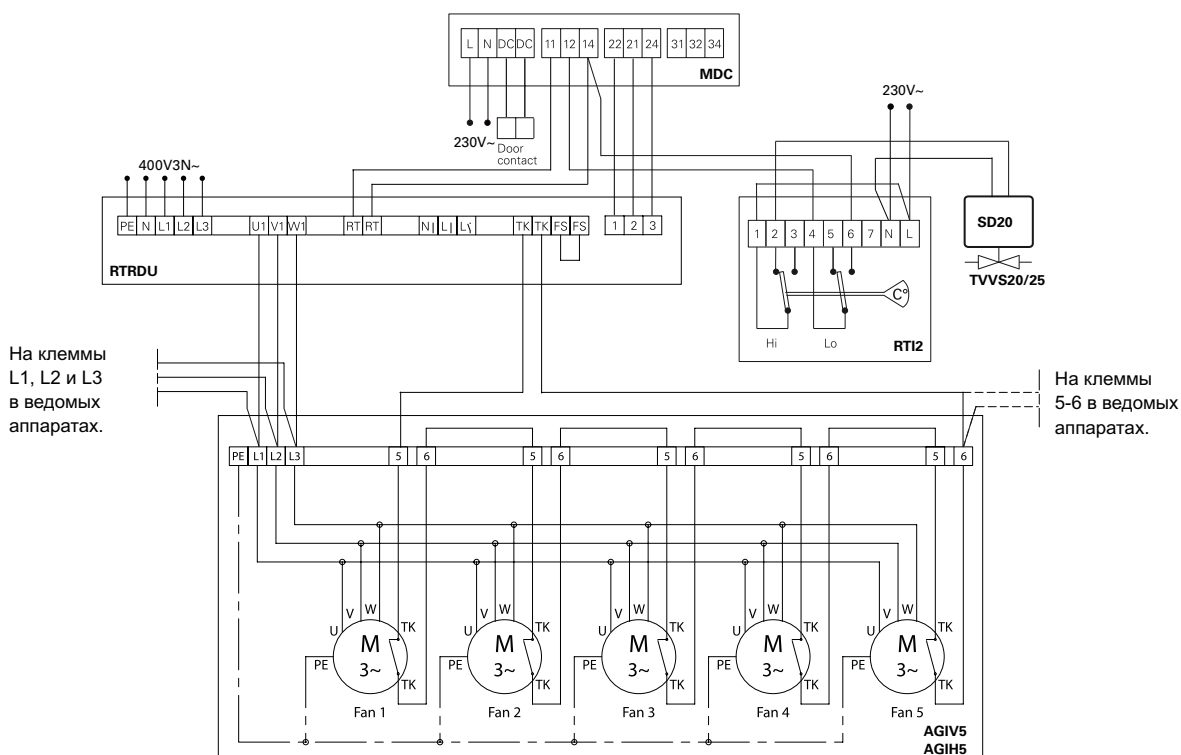 L N DC DC 11 12 14 22 21 24 31 32 34
MDC
230V~
Door
contact
230V~
400V3N~
PE N L1 L2 L3 U1 V1 W1 RT RT N L L TK TK FS FS 1 2 3
RTRDU
1 2 3 4 5 6 7 N L
C°
Hi Lo
RTI2
SD20
TVVS20/25
На клеммы
L1, L2 и L3
в ведомых
аппаратах.
На клеммы
5-6 в ведомых
аппаратах.
PE L1 L2 L3 5 6 5 6 5 6 5 6 5 6
U V W TK U V W TK U V W TK U V W TK U V W TK
M M M M M
3~ 3~ 3~ 3~ 3~
PE TK PE TK PE TK PE TK PE TK
Fan 1 Fan 2 Fan 3 Fan 4 Fan 5
AGIV5
AGIH5